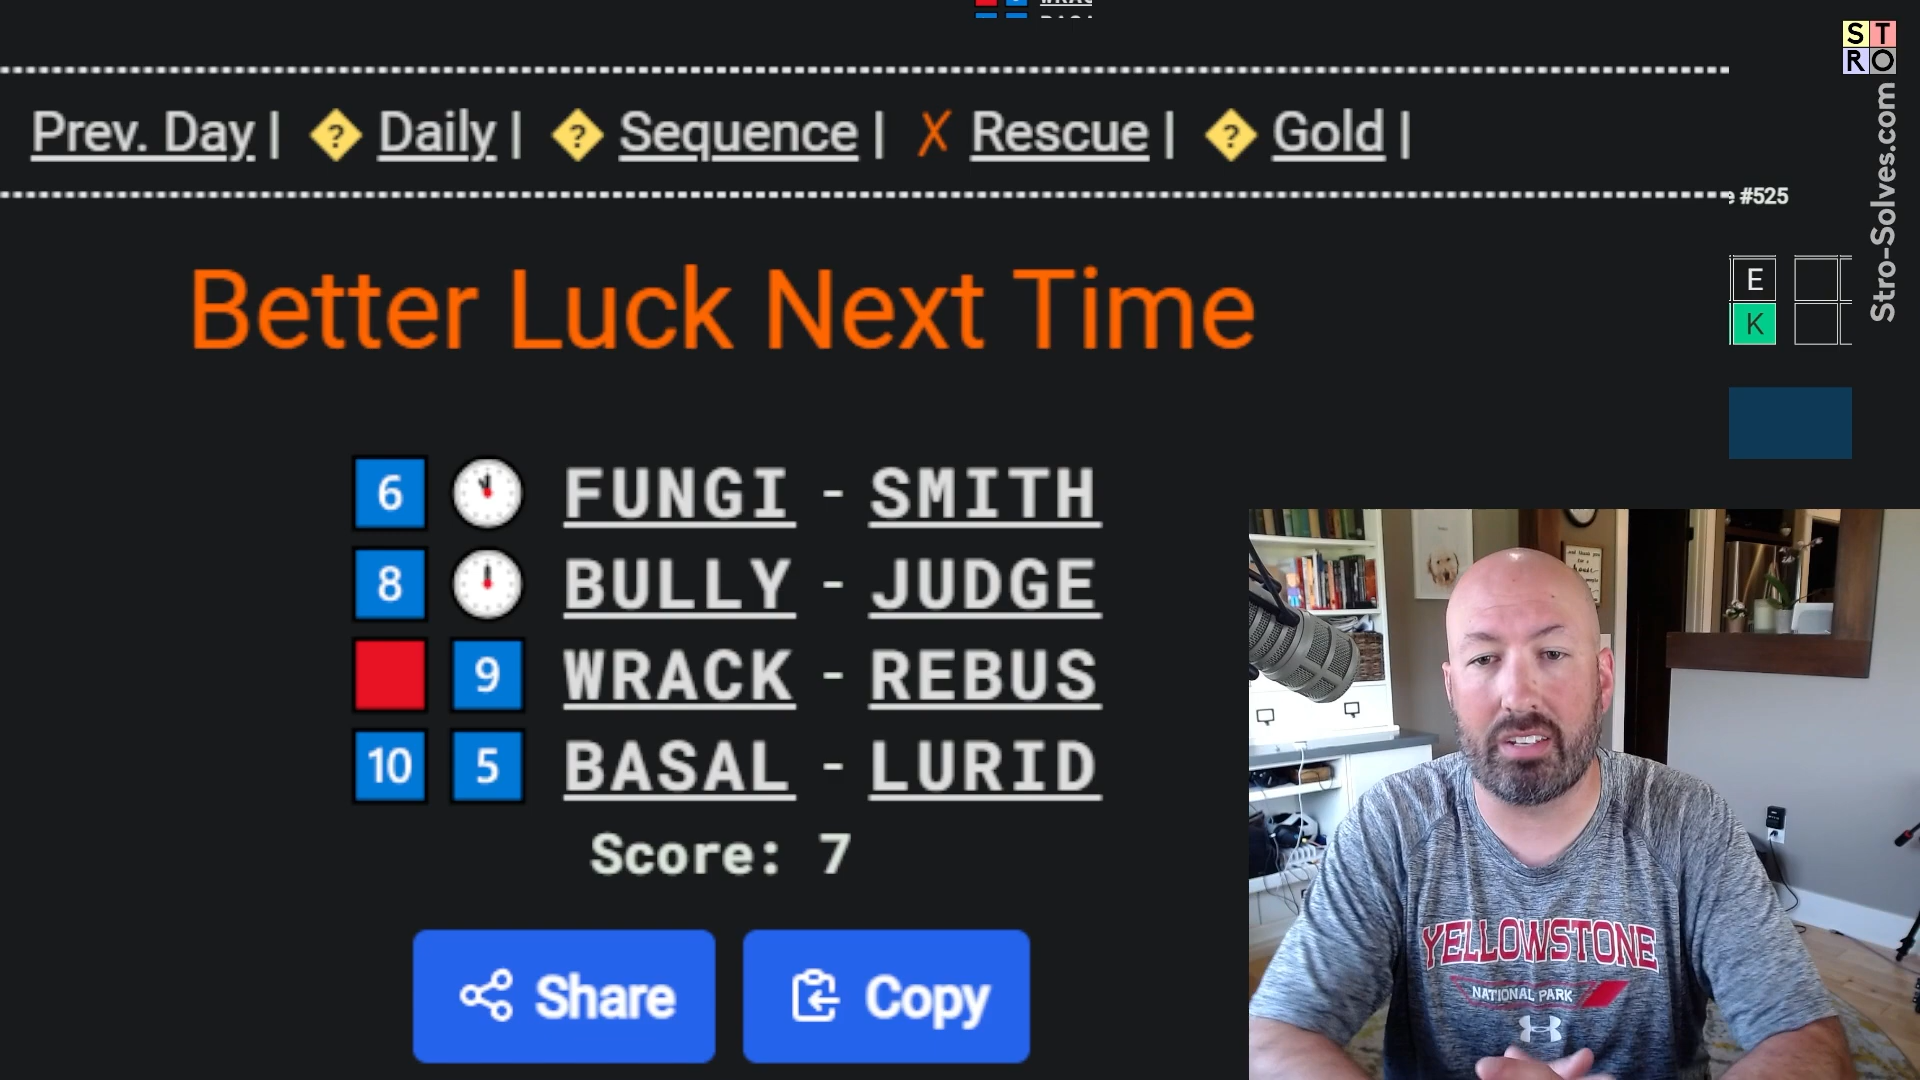 Prev. Day | ? Daily | ? Sequence | X Rescue | ? Gold |
#525
Better Luck Next Time
E
K
6 FUNGI - SMITH
8 BULLY - JUDGE
WRACK - REBUS
9
10 5 BASAL - LURID
Score: 7
Share
Copy
S T
R O
Stro-Solves.com
YELLOWSTONE
NATIONAL PARK